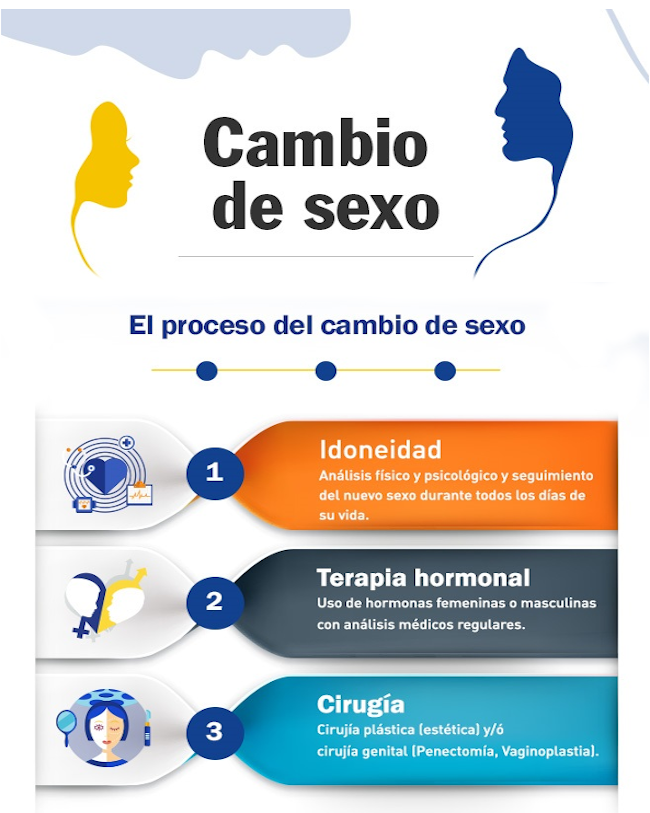 Cambio
de sexo
El proceso del cambio de sexo
1
Idoneidad
Análisis físico y psicológico y seguimiento
del nuevo sexo durante todos los días de
su vida.
2
Terapia hormonal
Uso de hormonas femeninas o masculinas
con análisis médicos regulares.
3
Cirugía
Cirujía plástica (estética) y/ó
cirujía genital (Penectomía, Vaginoplastia).